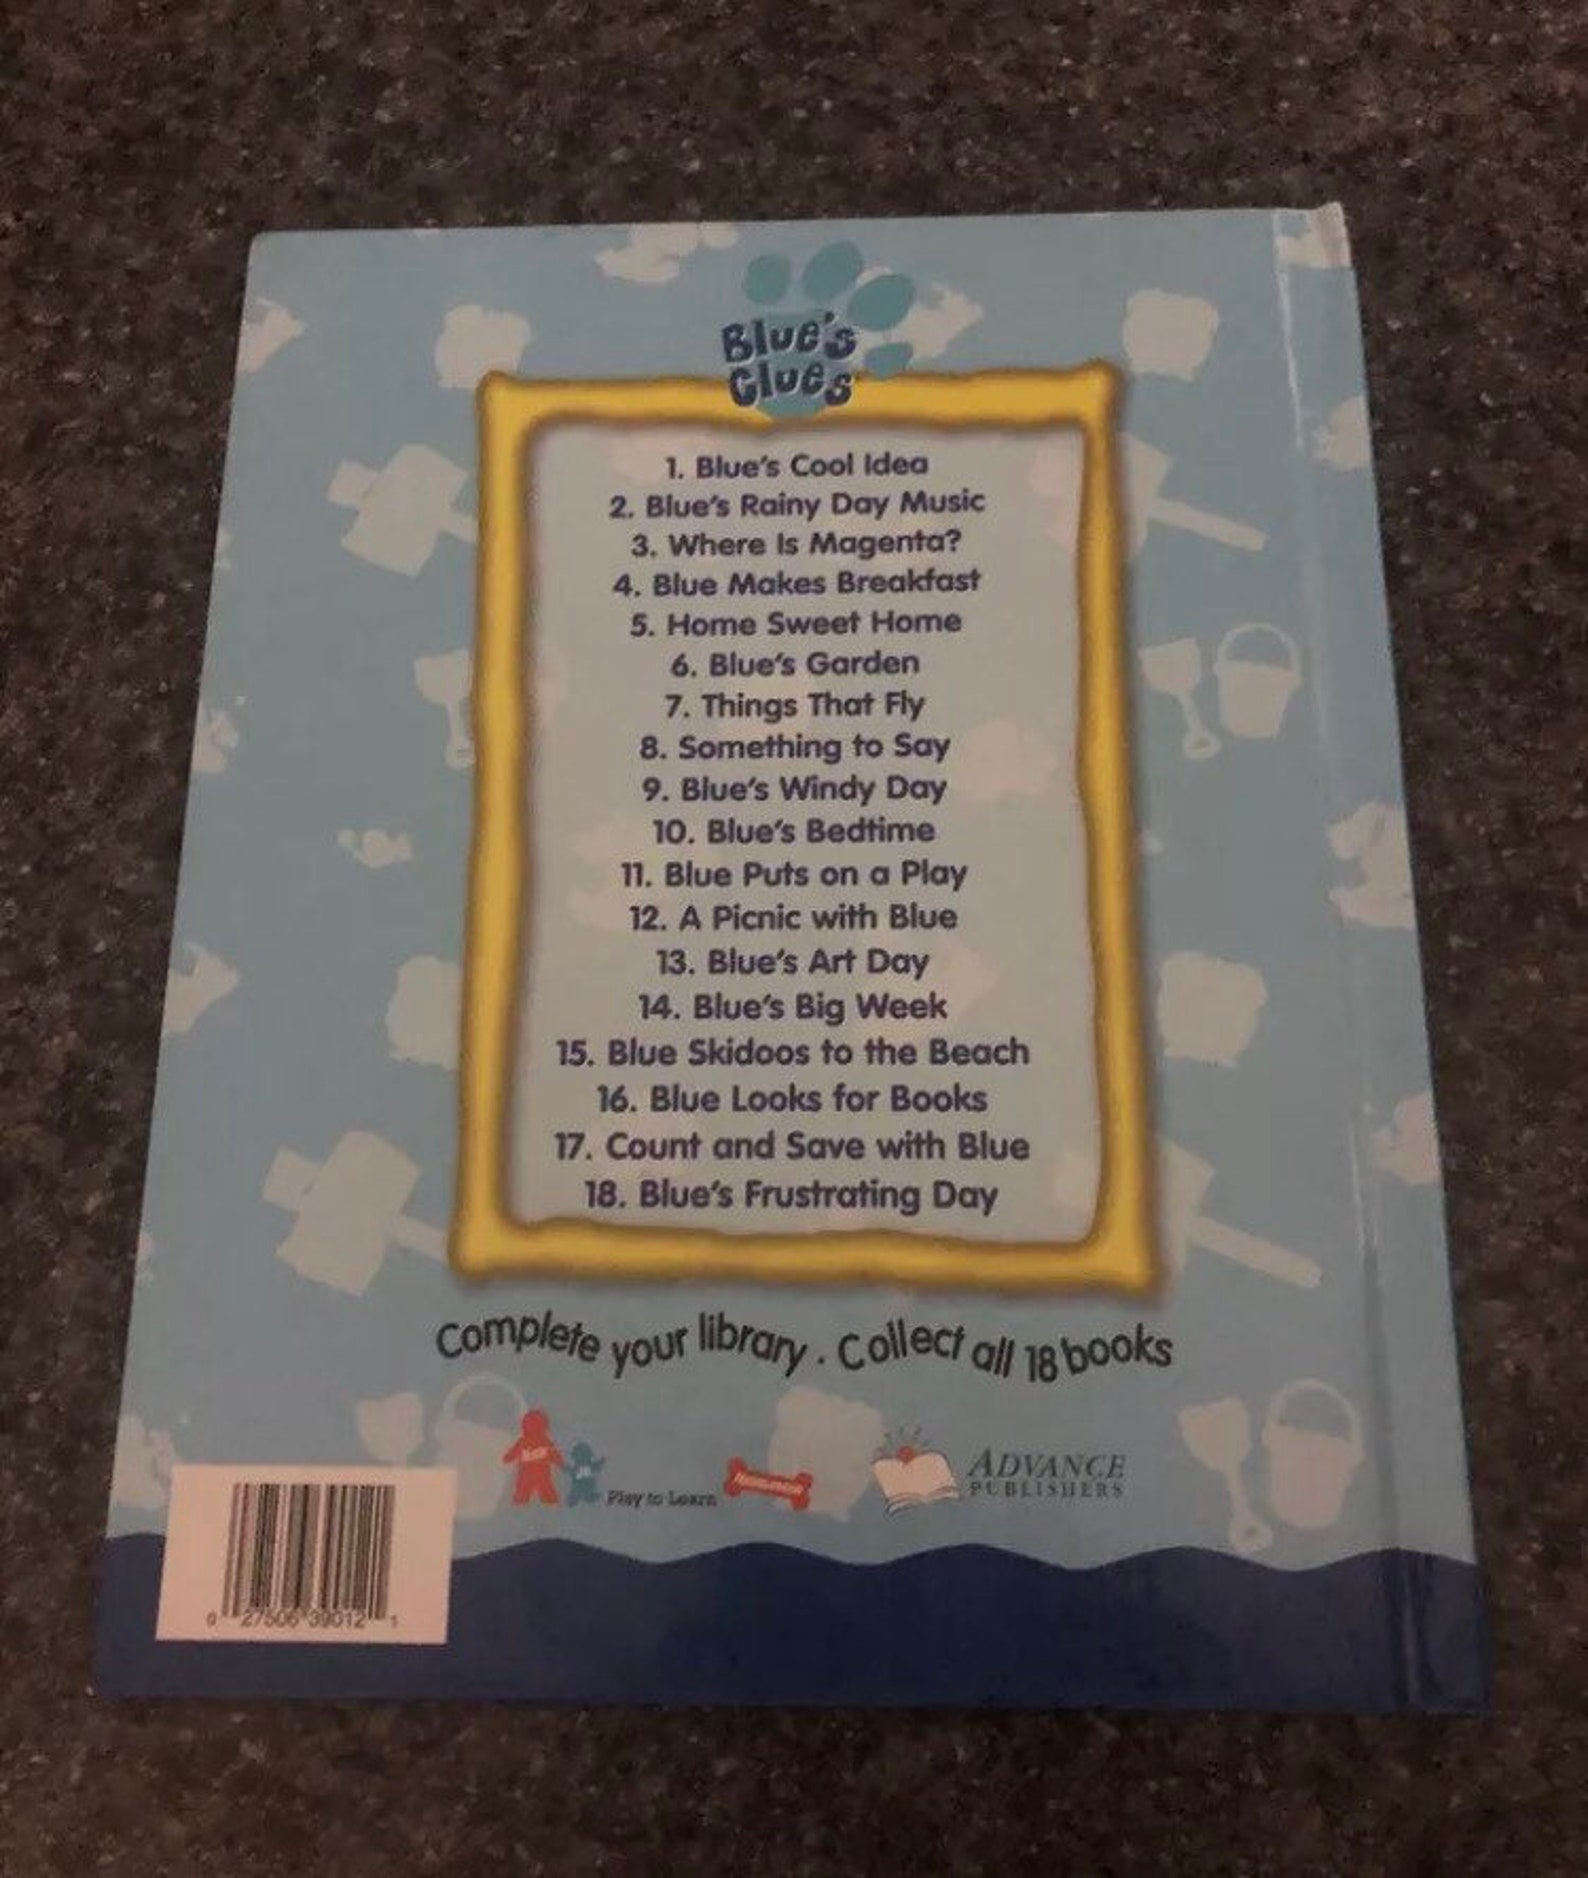 Blue's
Clues
1. Blue's Cool Idea
2. Blue's Rainy Day Music
3. Where Is Magenta?
4. Blue Makes Breakfast
5. Home Sweet Home
6. Blue's Garden
7. Things That Fly
8. Something to Say
9. Blue's Windy Day
10. Blue's Bedtime
11. Blue Puts on a Play
12. A Picnic with Blue
13. Blue's Art Day
14. Blue's Big Week
15. Blue Skidoos to the Beach
16. Blue Looks for Books
17. Count and Save with Blue
18. Blue's Frustrating Day
Complete your library. Collect all 18 books
Play to Learn
ADVANCE
PUBLISHERS
0 27506 39012 1